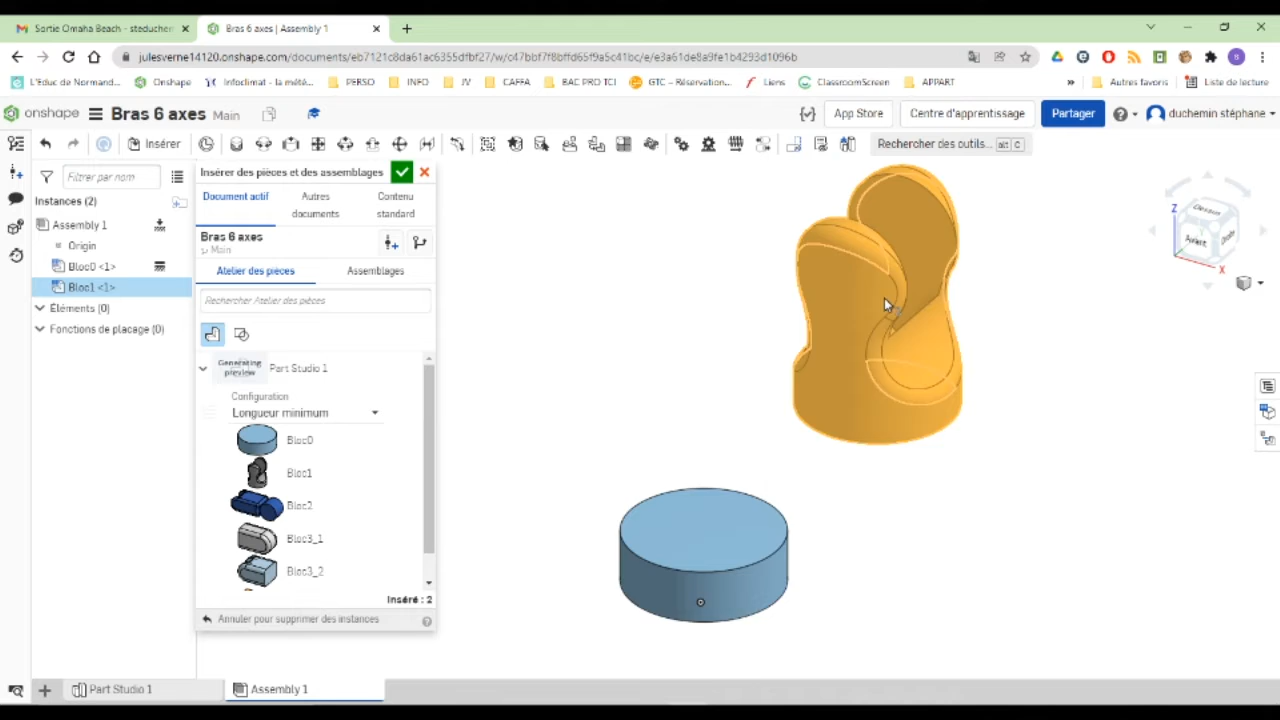 Sortie Omaha Beach - steduchen
Bras 6 axes | Assembly 1
julesverne14120.onshape.com/documents/eb7121c8da61ac6355dfbf27/w/c47bbf7f8bffd65f9a5c41bc/e/e3a61de8a9fe1b4293d1096b
L'Educ de Normand...
Onshape
Infoclimat - la mété...
PERSO
INFO
JV
CAFFA
BAC PRO TCI
GTC – Réservation...
Liens
ClassroomScreen
APPART
»
Autres favoris
Liste de lecture
onshape
Bras 6 axes
Main
App Store
Centre d'apprentissage
Partager
duchemin stéphane
Insérer
Rechercher des outils...
alt C
Filtrer par nom
Instances (2)
Assembly 1
Origin
Bloc0 <1>
Bloc1 <1>
Éléments (0)
Fonctions de placage (0)
Insérer des pièces et des assemblages
Document actif
Autres documents
Contenu standard
Bras 6 axes
Main
Atelier des pièces
Assemblages
Rechercher Atelier des pièces
Generating preview
Part Studio 1
Configuration
Longueur minimum
Bloc0
Bloc1
Bloc2
Bloc3_1
Bloc3_2
Inséré : 2
Annuler pour supprimer des instances
Z
Dessus
Avant
Droite
X
Part Studio 1
Assembly 1